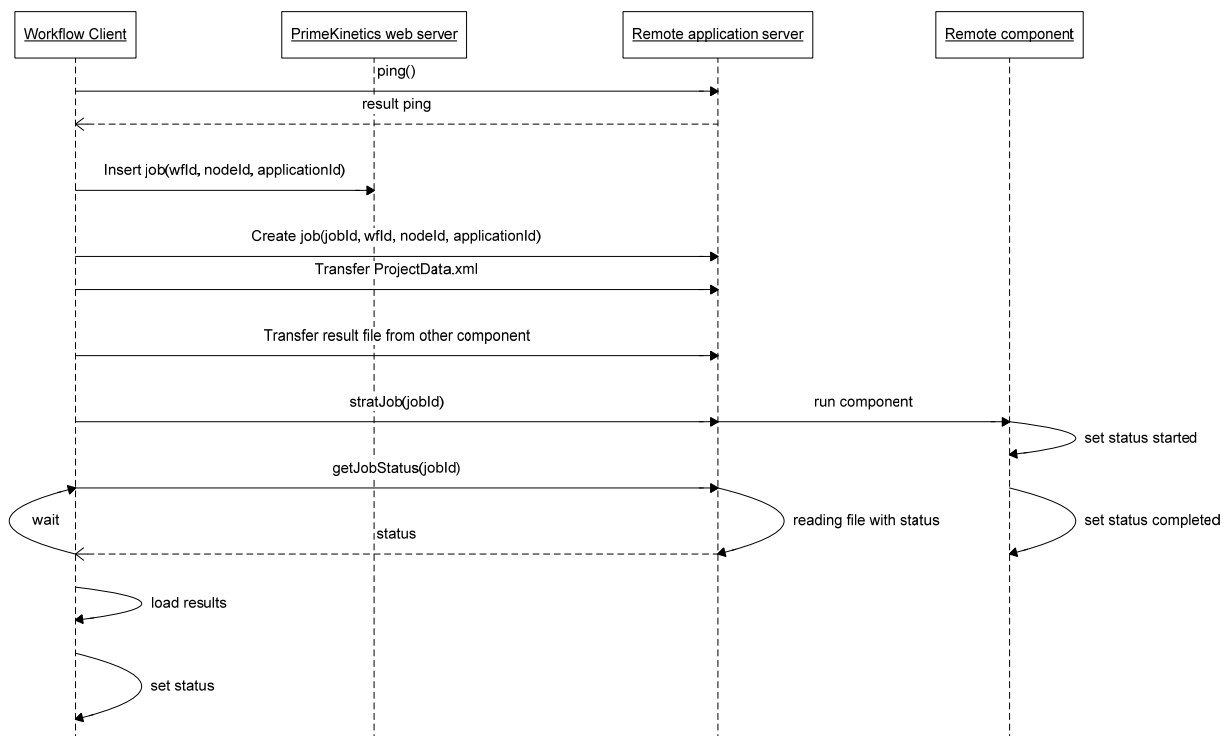 Workflow Client
PrimeKinetics web server
Remote application server
Remote component
ping()
result ping
Insert job(wfId, nodeId, applicationId)
Create job(jobId, wfId, nodeId, applicationId)
Transfer ProjectData.xml
Transfer result file from other component
stratJob(jobId)
run component
set status started
getJobStatus(jobId)
wait
reading file with status
set status completed
status
load results
set status